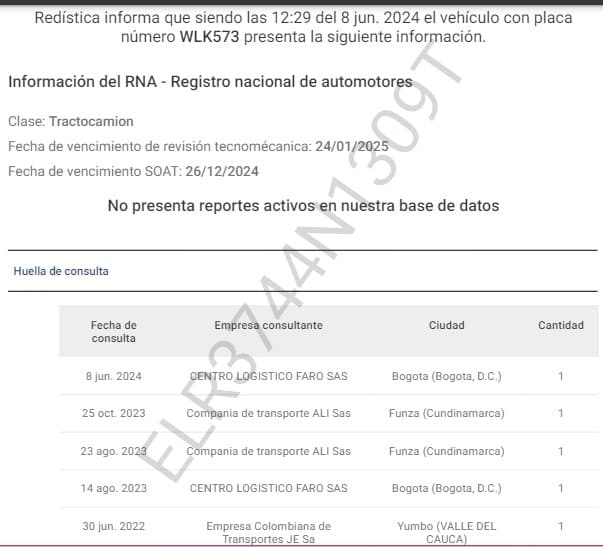 Redística informa que siendo las 12:29 del 8 jun. 2024 el vehículo con placa
número WLK573 presenta la siguiente información.
Información del RNA - Registro nacional de automotores
Clase: Tractocamion
Fecha de vencimiento de revisión tecnomécanica: 24/01/2025
Fecha de vencimiento SOAT: 26/12/2024
No presenta reportes activos en nuestra base de datos
Huella de consulta
Fecha de consulta Empresa consultante Ciudad Cantidad
8 jun. 2024 CENTRO LOGISTICO FARO SAS Bogota (Bogota, D.C.) 1
25 oct. 2023 Compania de transporte ALI Sas Funza (Cundinamarca) 1
23 ago. 2023 Compania de transporte ALI Sas Funza (Cundinamarca) 1
14 ago. 2023 CENTRO LOGISTICO FARO SAS Bogota (Bogota, D.C.) 1
30 jun. 2022 Empresa Colombiana de Transportes JE Sa Yumbo (VALLE DEL CAUCA) 1
ELR3744N1309T